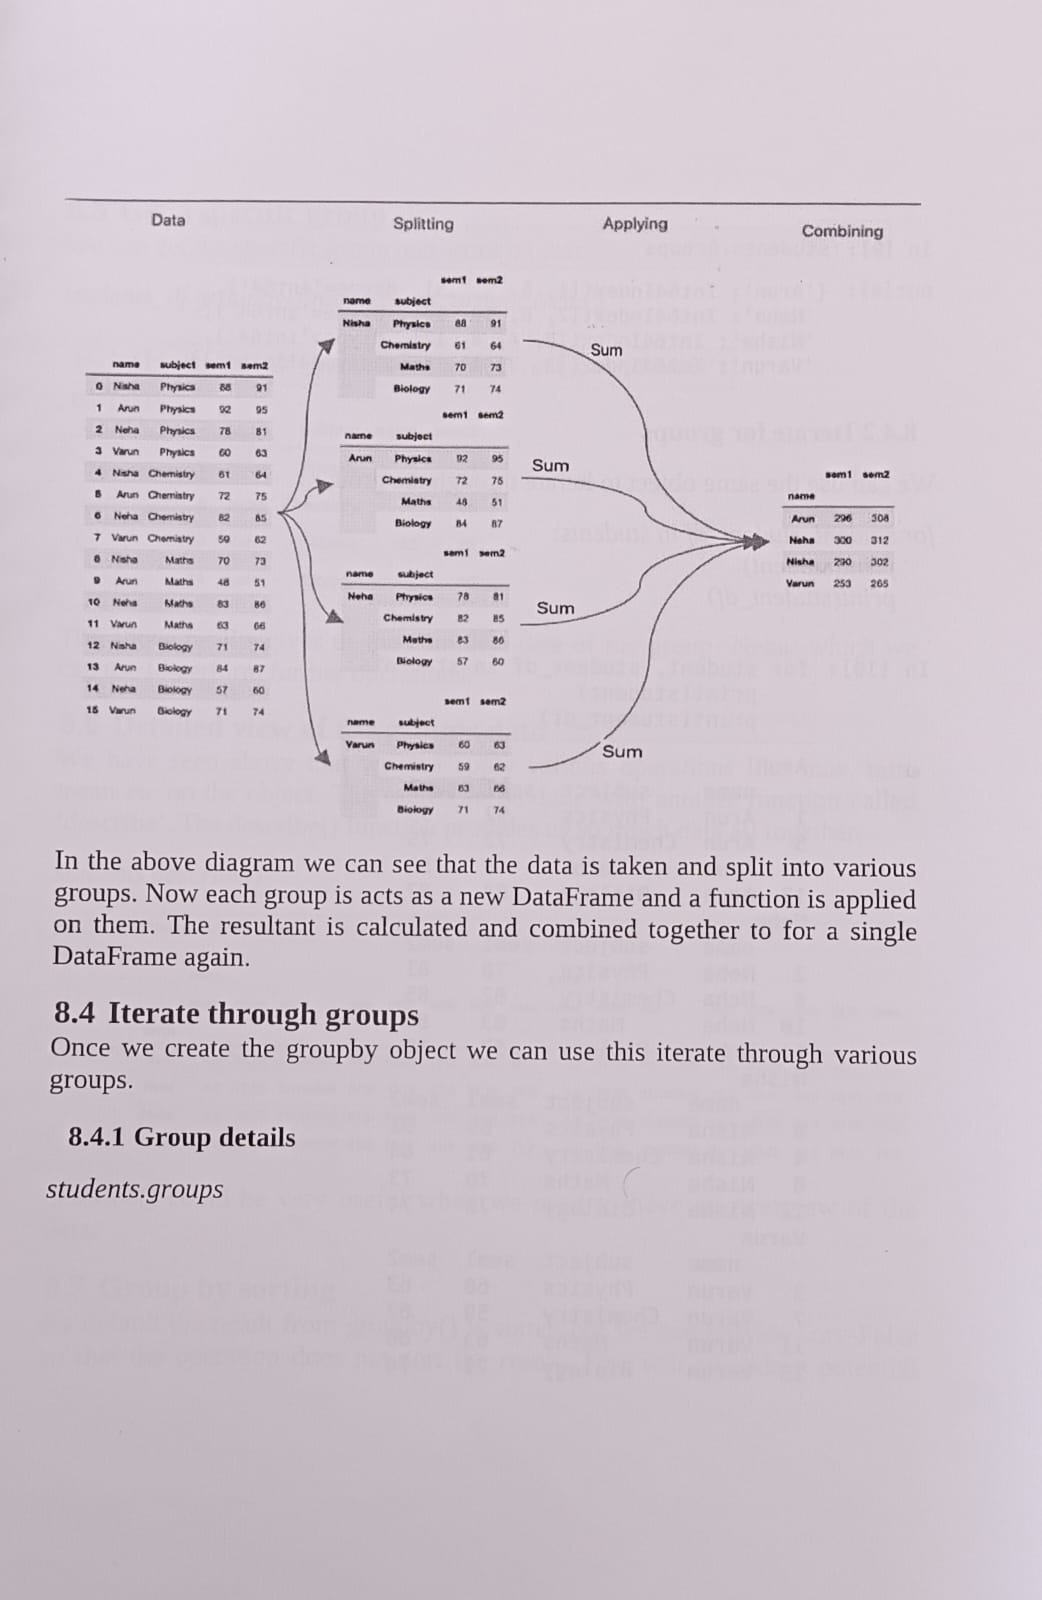 Data Splitting Applying Combining
name subject sem1 sem2
0 Nisha Physics 88 91
1 Arun Physics 92 95
2 Neha Physics 78 81
3 Varun Physics 60 63
4 Nisha Chemistry 61 64
5 Arun Chemistry 72 75
6 Neha Chemistry 82 85
7 Varun Chemistry 59 62
8 Nisha Maths 70 73
9 Arun Maths 48 51
10 Neha Maths 83 86
11 Varun Maths 63 66
12 Nisha Biology 71 74
13 Arun Biology 84 87
14 Neha Biology 57 60
15 Varun Biology 71 74
sem1 sem2
name subject
Nisha Physics 88 91
Chemistry 61 64
Maths 70 73
Biology 71 74
sem1 sem2
name subject
Arun Physics 92 95
Chemistry 72 75
Maths 48 51
Biology 84 87
sem1 sem2
name subject
Neha Physics 78 81
Chemistry 82 85
Maths 83 86
Biology 57 60
sem1 sem2
name subject
Varun Physics 60 63
Chemistry 59 62
Maths 63 66
Biology 71 74
Sum
Sum
Sum
Sum
sem1 sem2
name
Arun 296 308
Neha 300 312
Nisha 290 302
Varun 253 265
In the above diagram we can see that the data is taken and split into various
groups. Now each group is acts as a new DataFrame and a function is applied
on them. The resultant is calculated and combined together to for a single
DataFrame again.
8.4 Iterate through groups
Once we create the groupby object we can use this iterate through various
groups.
8.4.1 Group details
students.groups